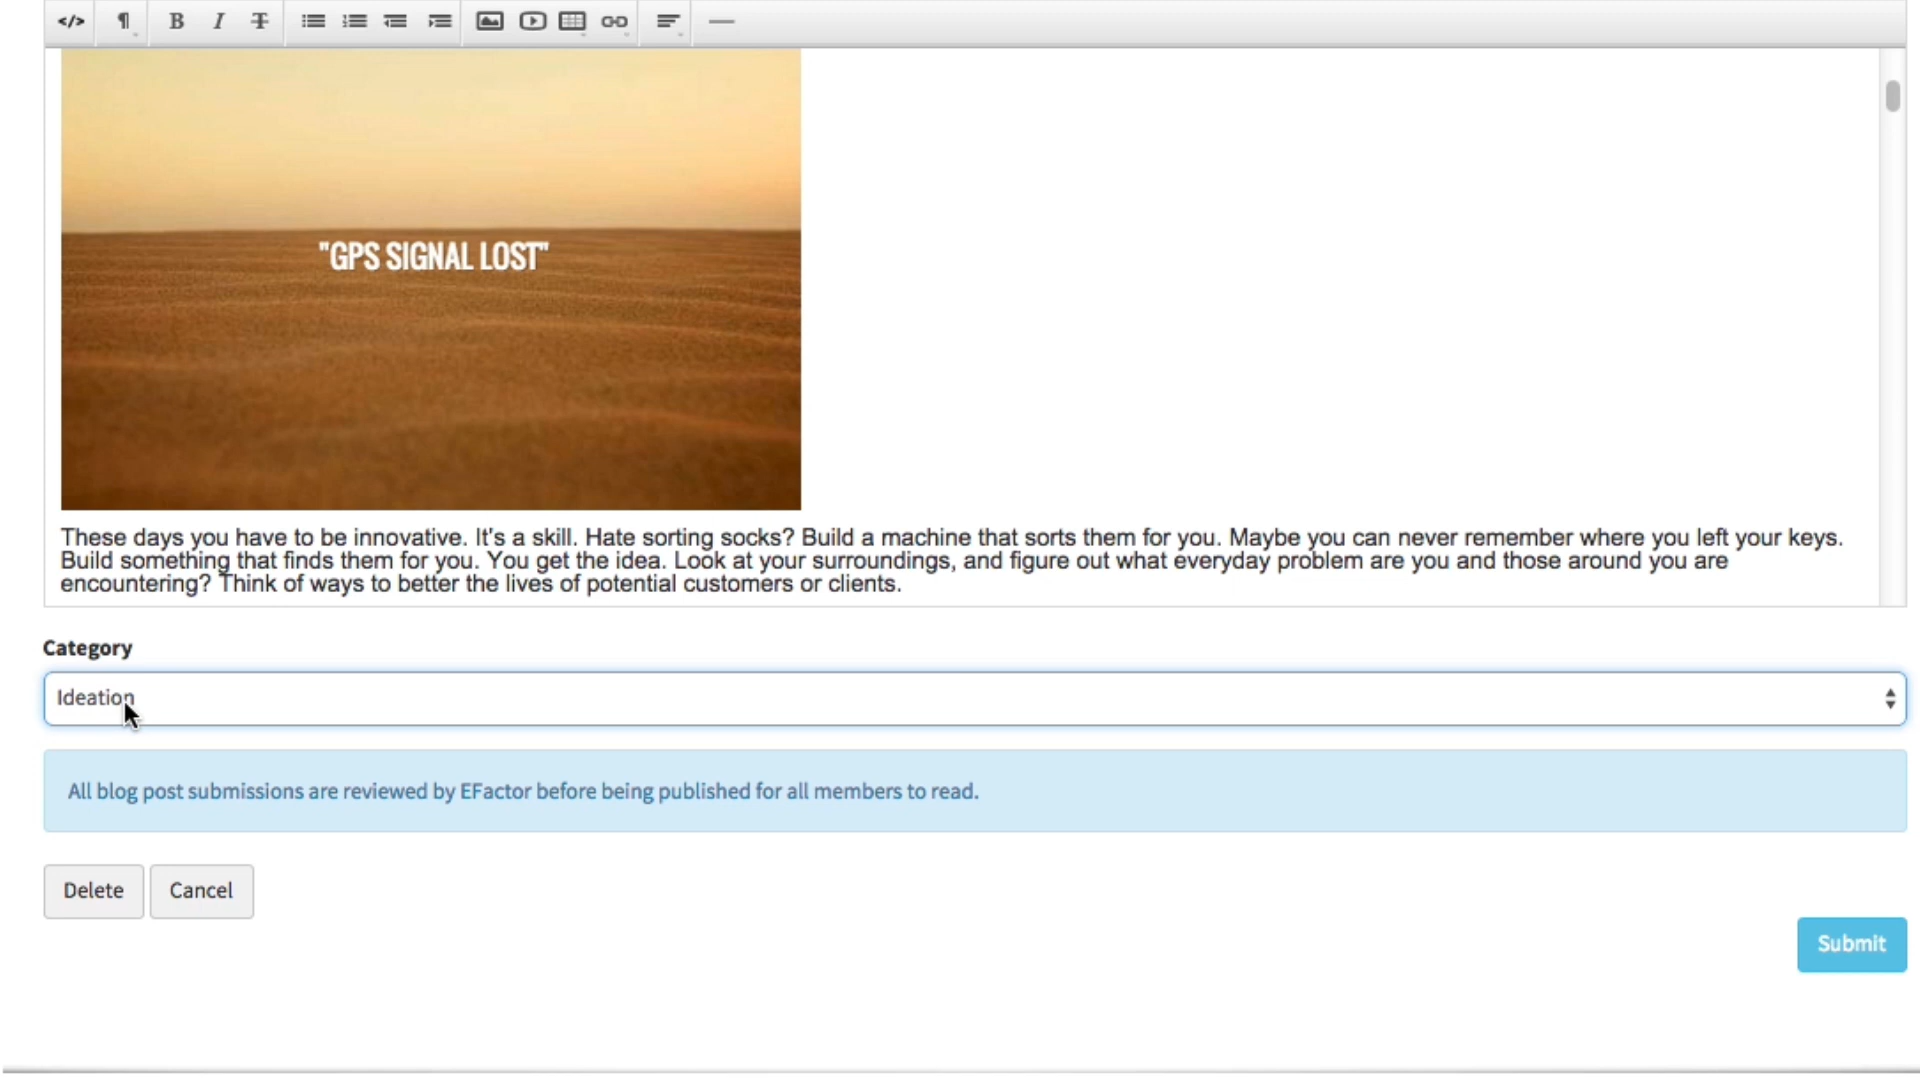 "GPS SIGNAL LOST"
These days you have to be innovative. It's a skill. Hate sorting socks? Build a machine that sorts them for you. Maybe you can never remember where you left your keys.
Build something that finds them for you. You get the idea. Look at your surroundings, and figure out what everyday problem are you and those around you are
encountering? Think of ways to better the lives of potential customers or clients.
Category
Ideation
All blog post submissions are reviewed by EFactor before being published for all members to read.
Delete Cancel
Submit